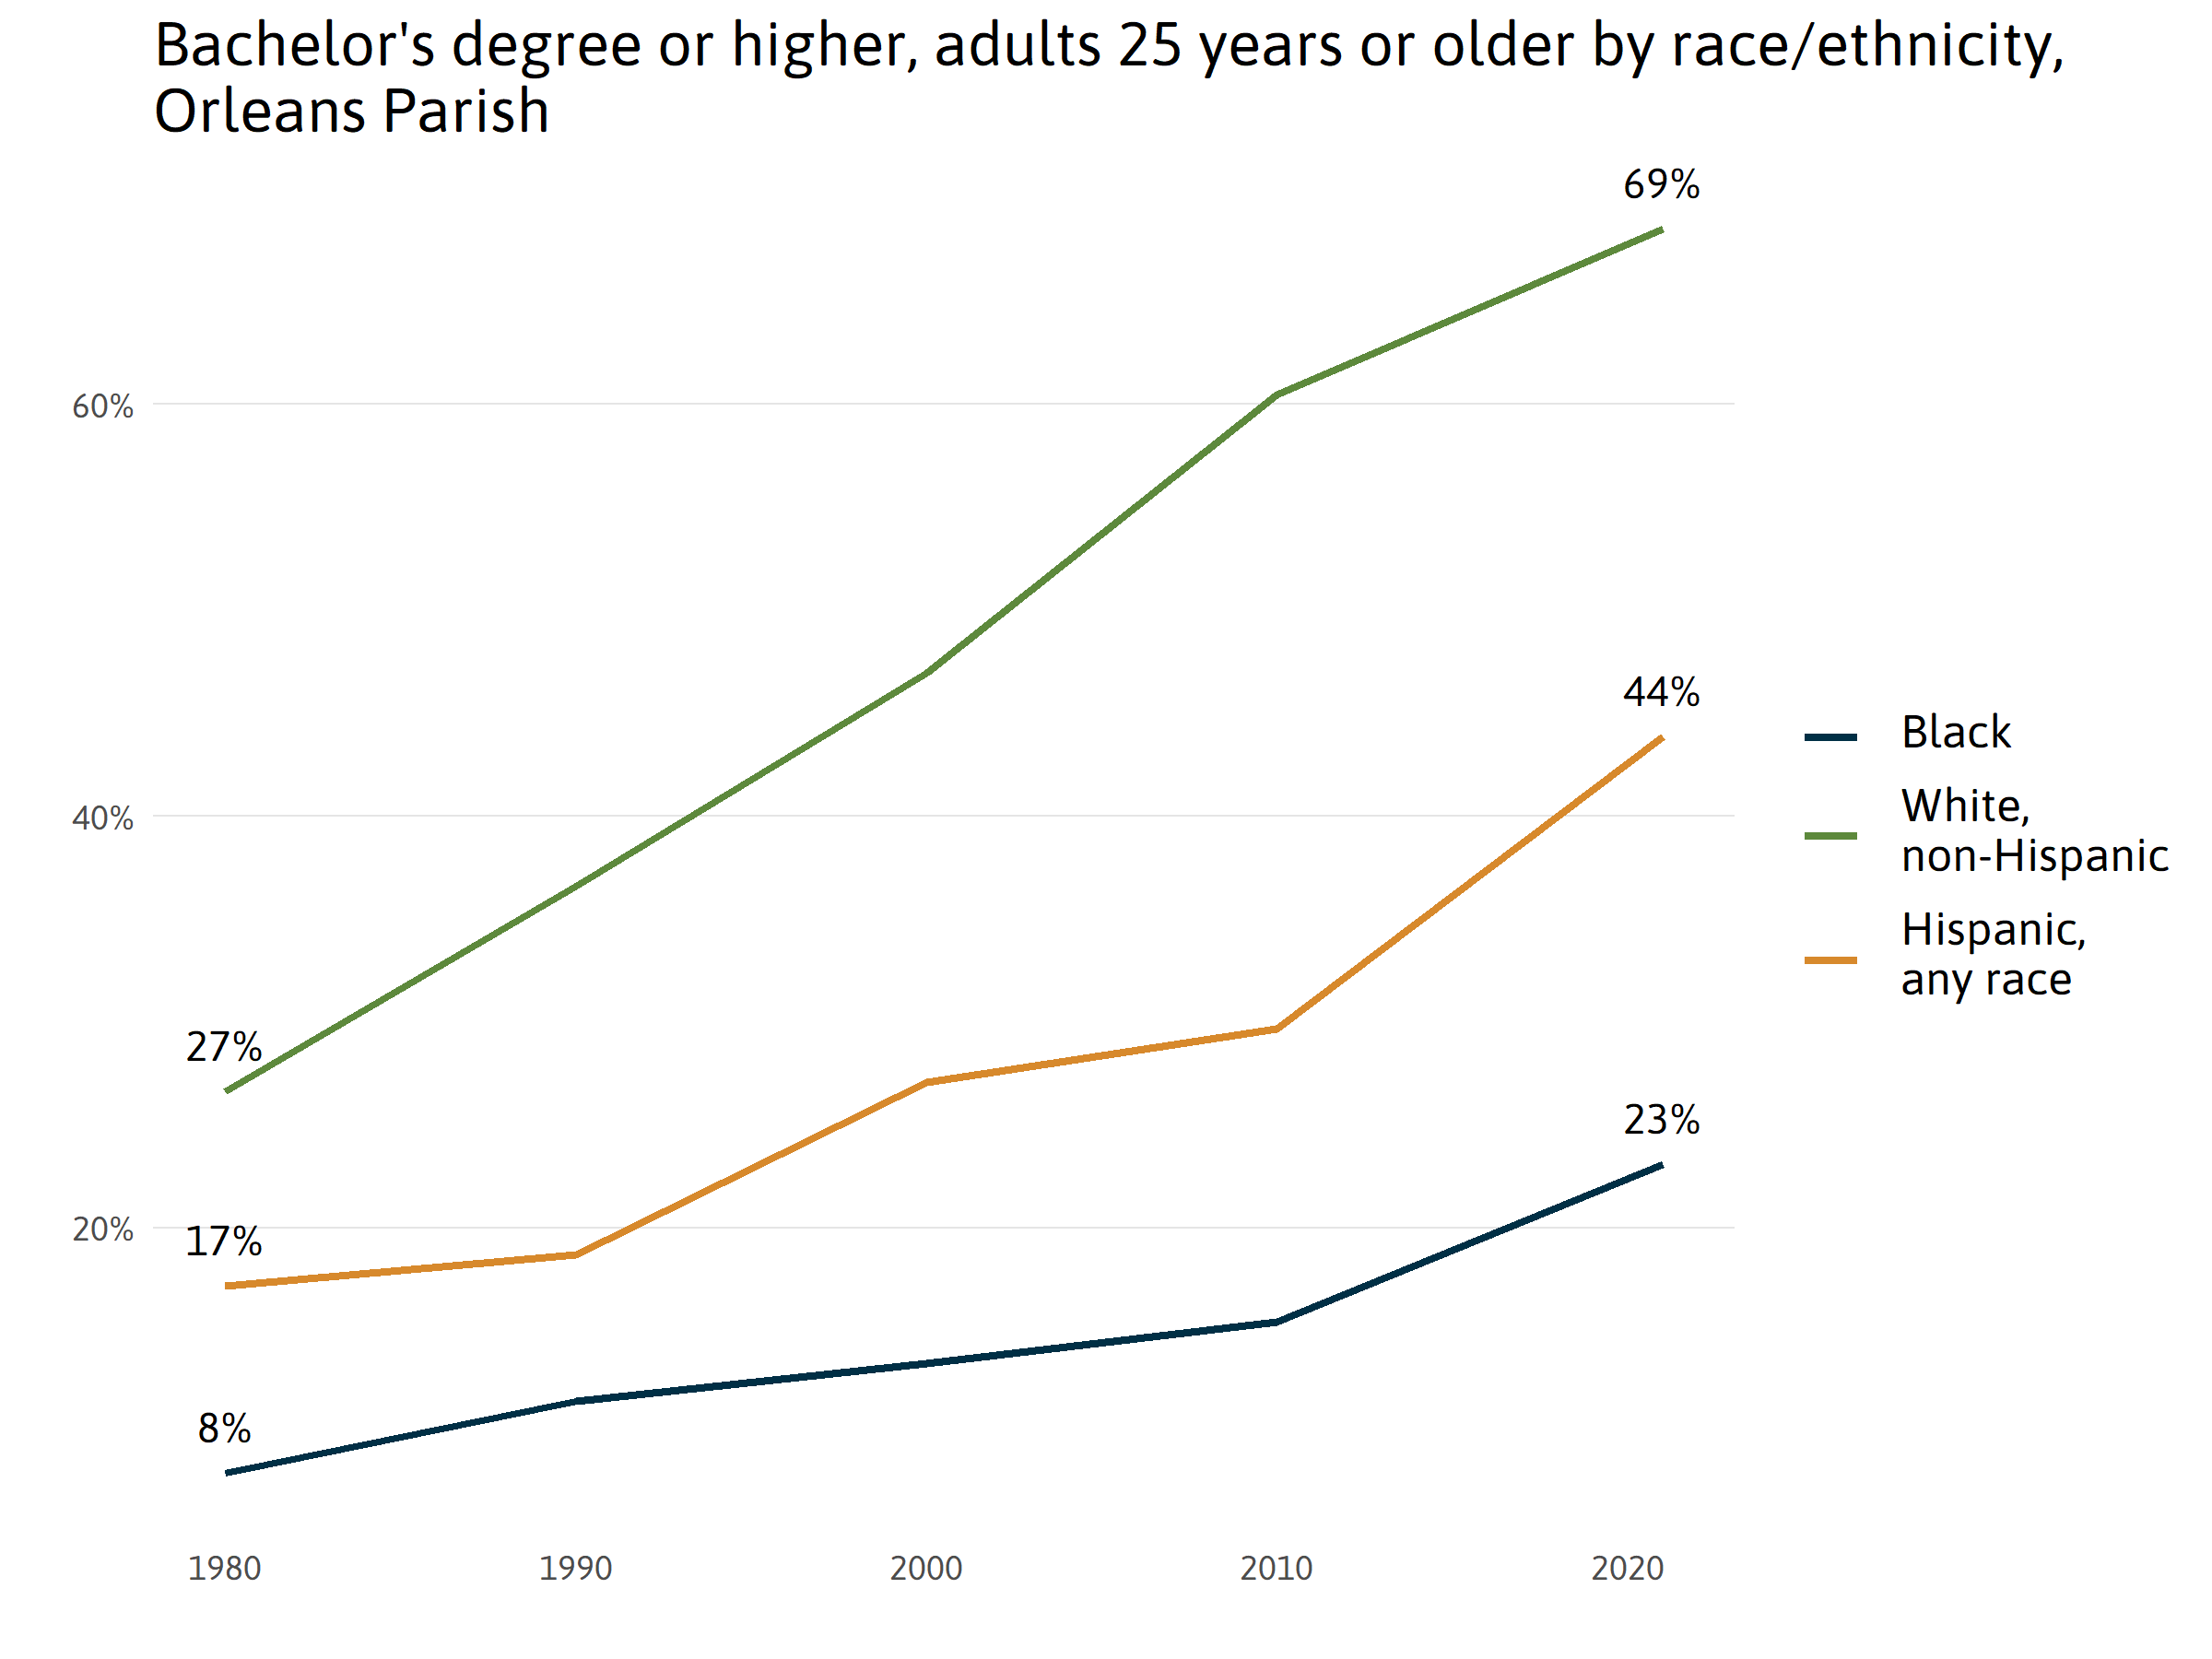 Bachelor's degree or higher, adults 25 years or older by race/ethnicity,
Orleans Parish
69%
60%
44%
40%
27%
23%
20%
17%
8%
1980 1990 2000 2010 2020
Black
White,
non-Hispanic
Hispanic,
any race